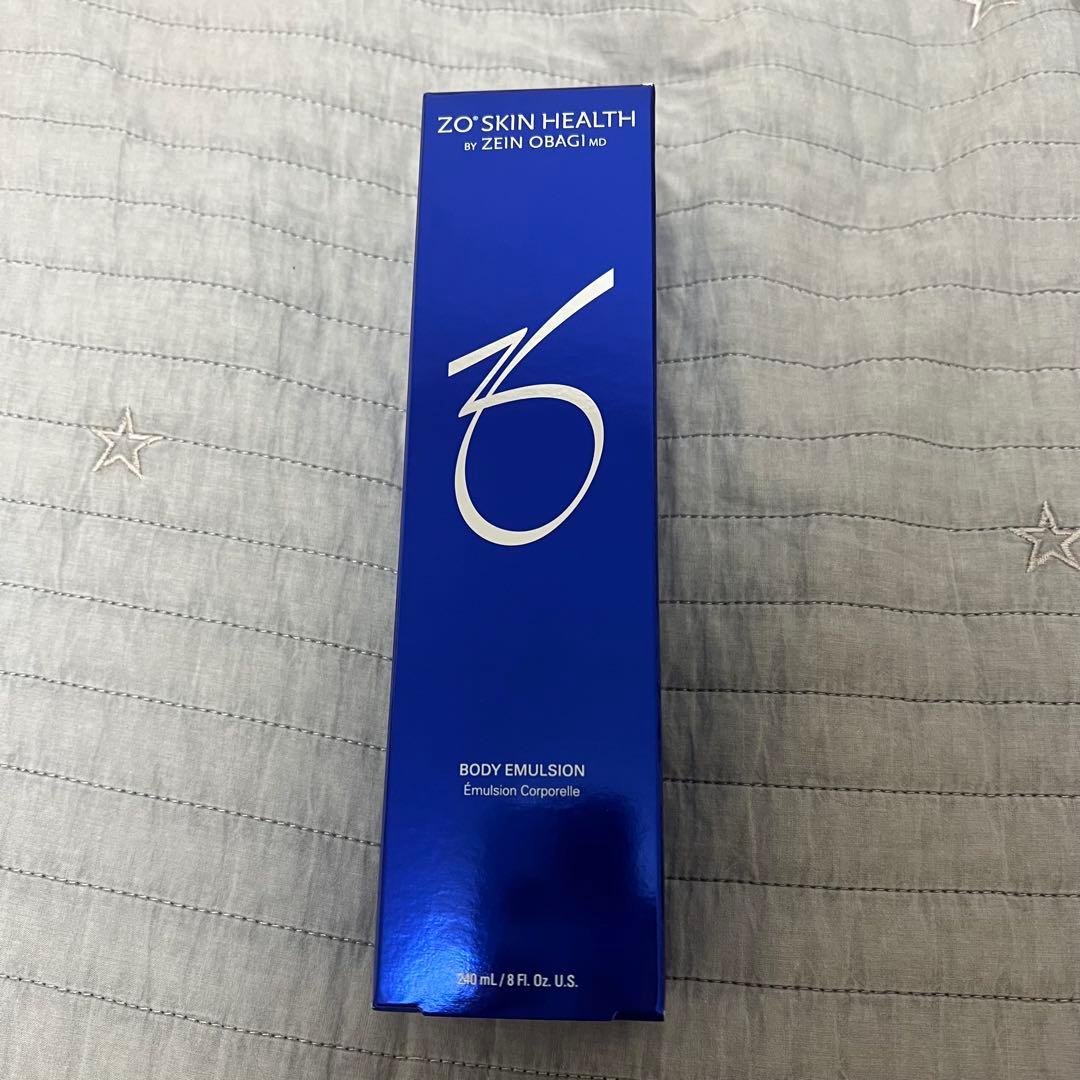 ZO® SKIN HEALTH
BY ZEIN OBAGI MD
BODY EMULSION
Émulsion Corporelle
240 mL / 8 Fl. Oz. U.S.